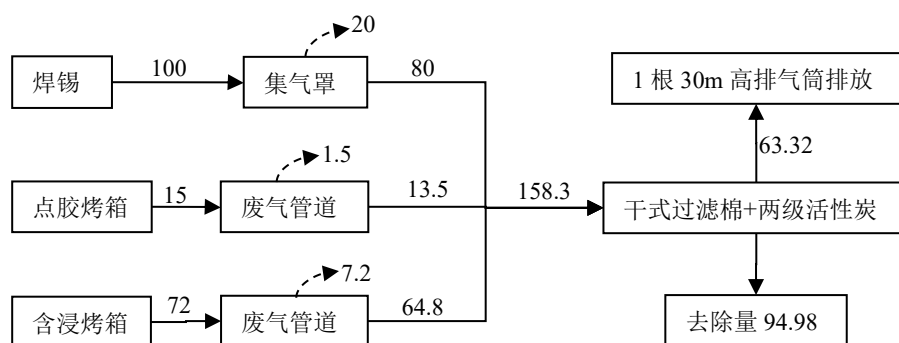 20
焊锡
100
集气罩
80
1 根 30m 高排气筒排放
63.32
1.5
点胶烤箱
15
废气管道
13.5
158.3
干式过滤棉+两级活性炭
7.2
含浸烤箱
72
废气管道
64.8
去除量 94.98